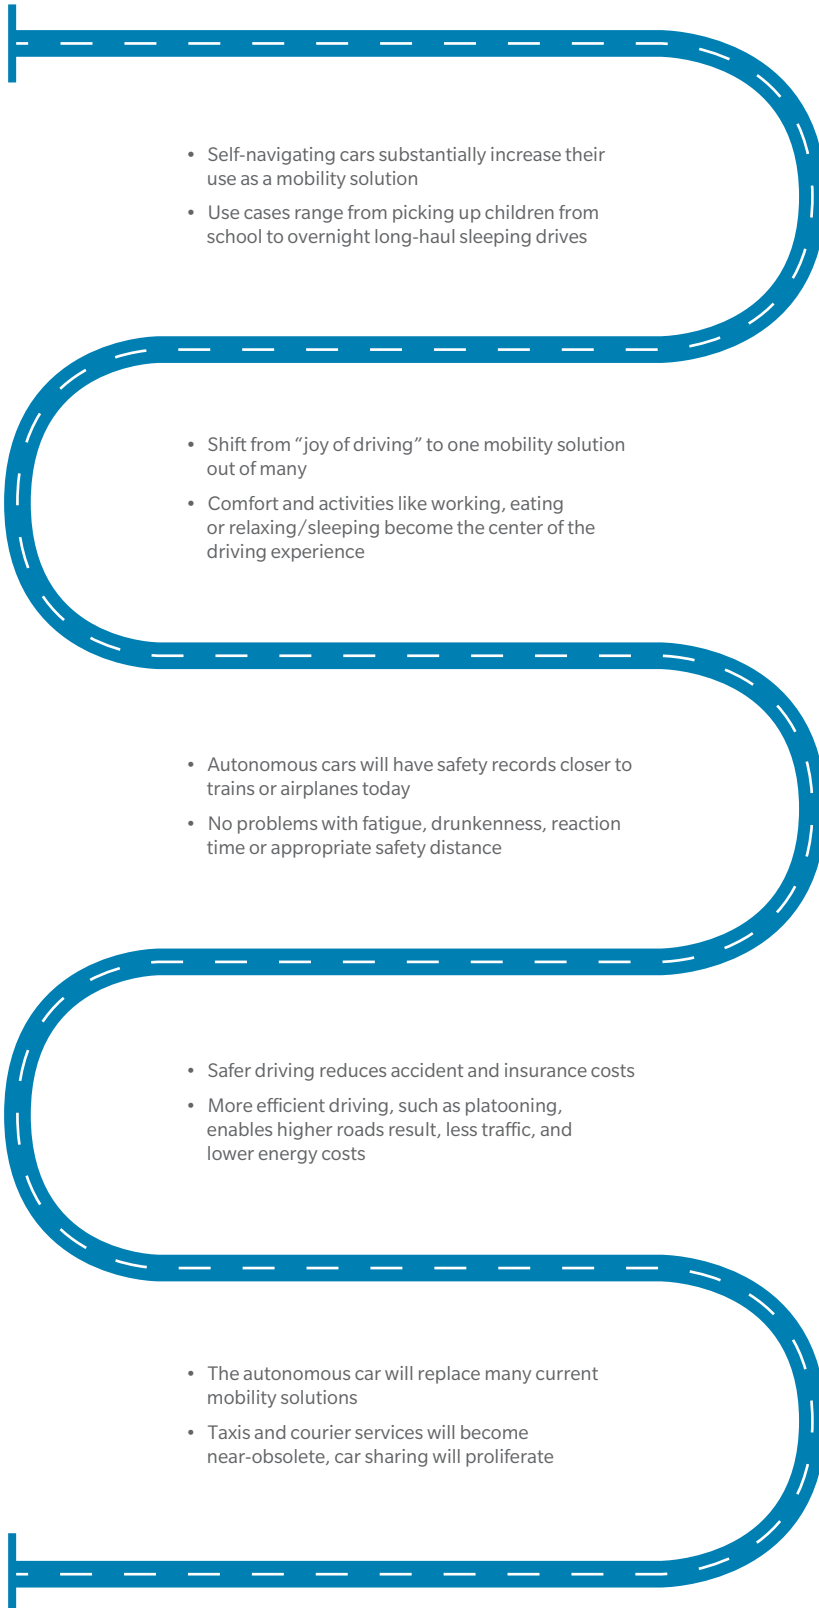 • Self-navigating cars substantially increase their
use as a mobility solution
• Use cases range from picking up children from
school to overnight long-haul sleeping drives
• Shift from “joy of driving” to one mobility solution
out of many
• Comfort and activities like working, eating
or relaxing/sleeping become the center of the
driving experience
• Autonomous cars will have safety records closer to
trains or airplanes today
• No problems with fatigue, drunkenness, reaction
time or appropriate safety distance
• Safer driving reduces accident and insurance costs
• More efficient driving, such as platooning,
enables higher roads result, less traffic, and
lower energy costs
• The autonomous car will replace many current
mobility solutions
• Taxis and courier services will become
near-obsolete, car sharing will proliferate